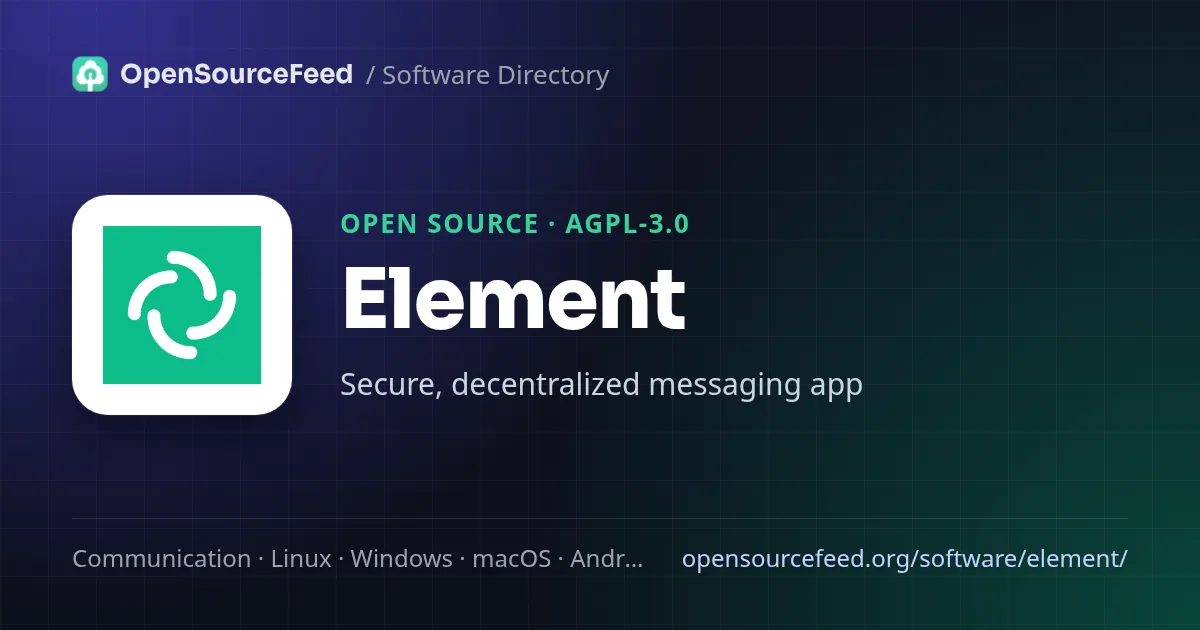 OpenSourceFeed / Software Directory
OPEN SOURCE · AGPL-3.0
Element
Secure, decentralized messaging app
Communication · Linux · Windows · macOS · Andr... opensourcefeed.org/software/element/